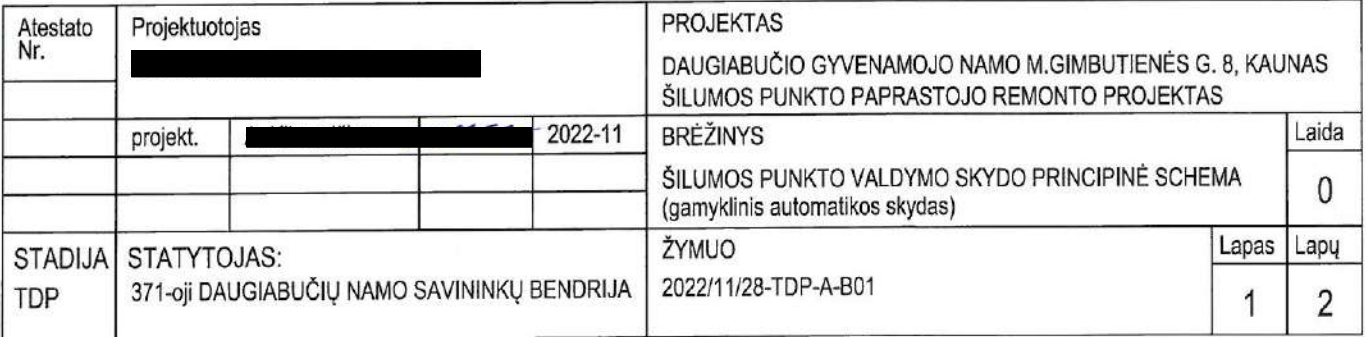 Atestato
Nr.
Projektuotojas
PROJEKTAS
DAUGIABUČIO GYVENAMOJO NAMO M.GIMBUTIENĖS G. 8, KAUNAS
ŠILUMOS PUNKTO PAPRASTOJO REMONTO PROJEKTAS
projekt.
2022-11
BRĖŽINYS
Laida
ŠILUMOS PUNKTO VALDYMO SKYDO PRINCIPINĖ SCHEMA
(gamyklinis automatikos skydas)
0
STADIJA
TDP
STATYTOJAS:
371-oji DAUGIABUČIŲ NAMO SAVININKŲ BENDRIJA
ŽYMUO
2022/11/28-TDP-A-B01
Lapas
1
Lapų
2